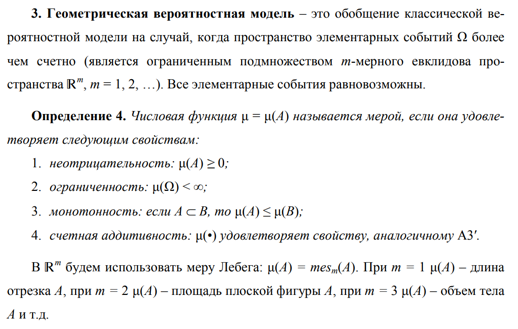 3. Геометрическая вероятностная модель – это обобщение классической ве-
роятностной модели на случай, когда пространство элементарных событий Ω более
чем счетно (является ограниченным подмножеством m-мерного евклидова про-
странства ℝᵐ, m = 1, 2, …). Все элементарные события равновозможны.
Определение 4. Числовая функция μ = μ(A) называется мерой, если она удовле-
творяет следующим свойствам:
1. неотрицательность: μ(A) ≥ 0;
2. ограниченность: μ(Ω) < ∞;
3. монотонность: если A ⊂ B, то μ(A) ≤ μ(B);
4. счетная аддитивность: μ(•) удовлетворяет свойству, аналогичному А3′.
В ℝᵐ будем использовать меру Лебега: μ(A) = mesₘ(A). При m = 1 μ(A) – длина
отрезка A, при m = 2 μ(A) – площадь плоской фигуры A, при m = 3 μ(A) – объем тела
A и т.д.